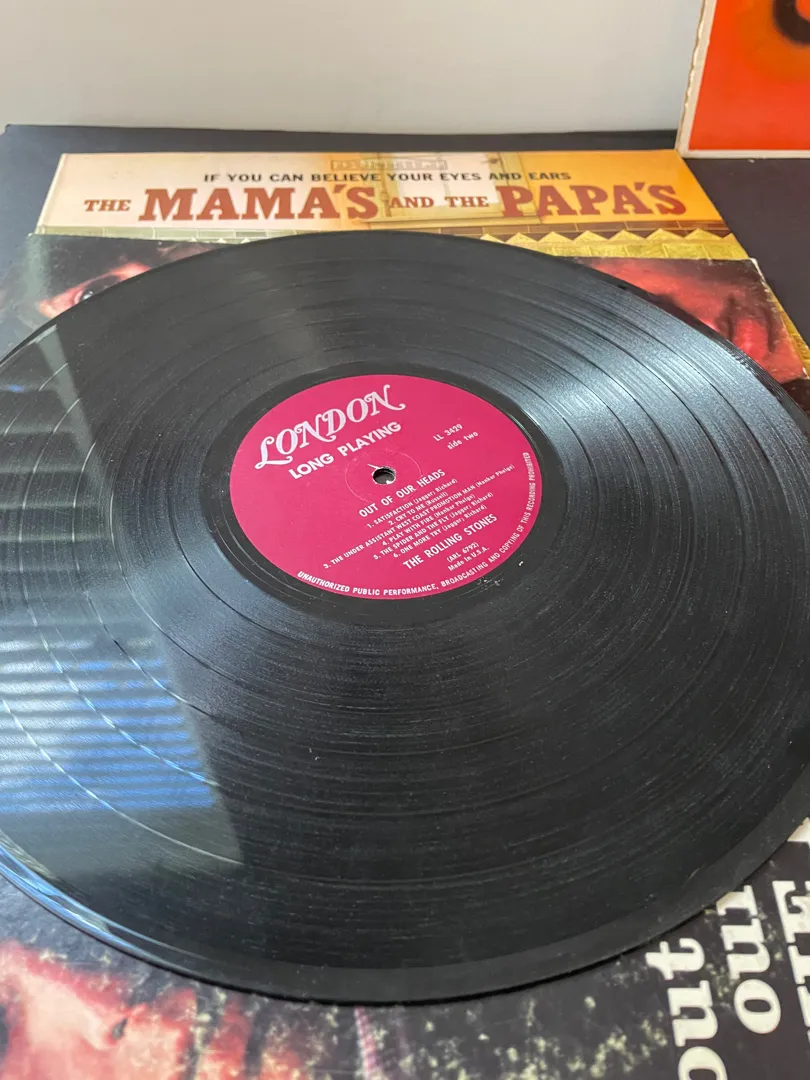 IF YOU CAN BELIEVE YOUR EYES AND EARS
THE MAMA'S AND THE PAPA'S
LONDON
LONG PLAYING
LL 3429
side two
OUT OF OUR HEADS
1. SATISFACTION (Jagger; Richard)
2. CRY TO ME (Russell)
3. THE UNDER ASSISTANT WEST COAST PROMOTION MAN (Nanker Phelge)
4. PLAY WITH FIRE (Nanker Phelge)
5. THE SPIDER AND THE FLY (Jagger; Richard)
6. ONE MORE TRY (Jagger; Richard)
THE ROLLING STONES
(ARL 6792)
Made in U.S.A.
UNAUTHORIZED PUBLIC PERFORMANCE, BROADCASTING AND COPYING OF THIS RECORDING PROHIBITED
out